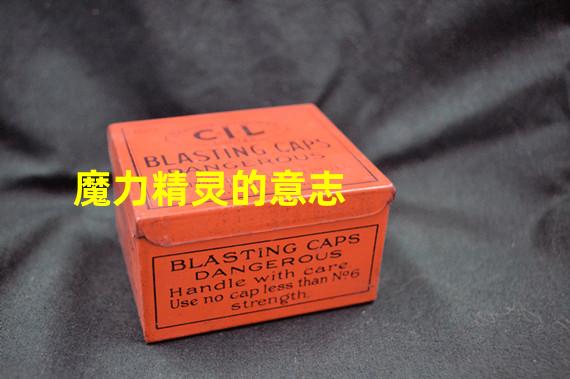 CIL
BLASTING CAPS
DANGEROUS
魔力精灵的意志
BLASTING CAPS
DANGEROUS
Handle with care
Use no cap less than Nº6
strength.